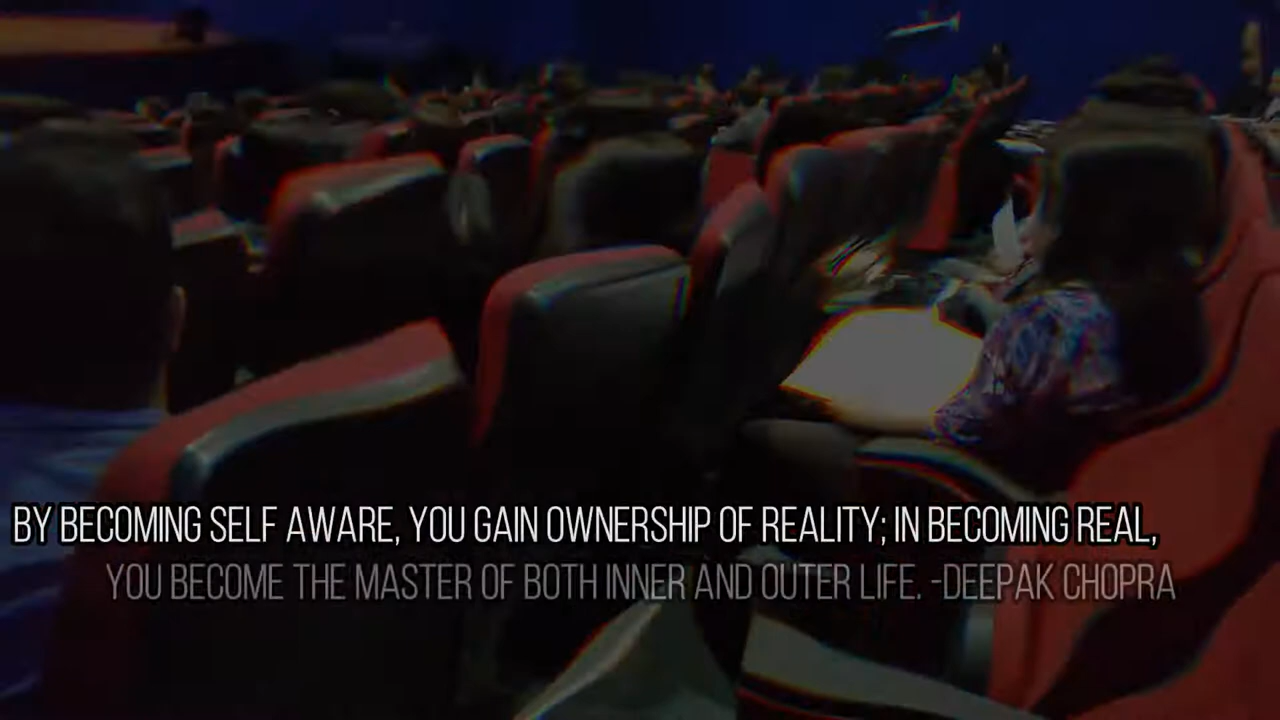 BY BECOMING SELF AWARE, YOU GAIN OWNERSHIP OF REALITY; IN BECOMING REAL,
YOU BECOME THE MASTER OF BOTH INNER AND OUTER LIFE. -DEEPAK CHOPRA